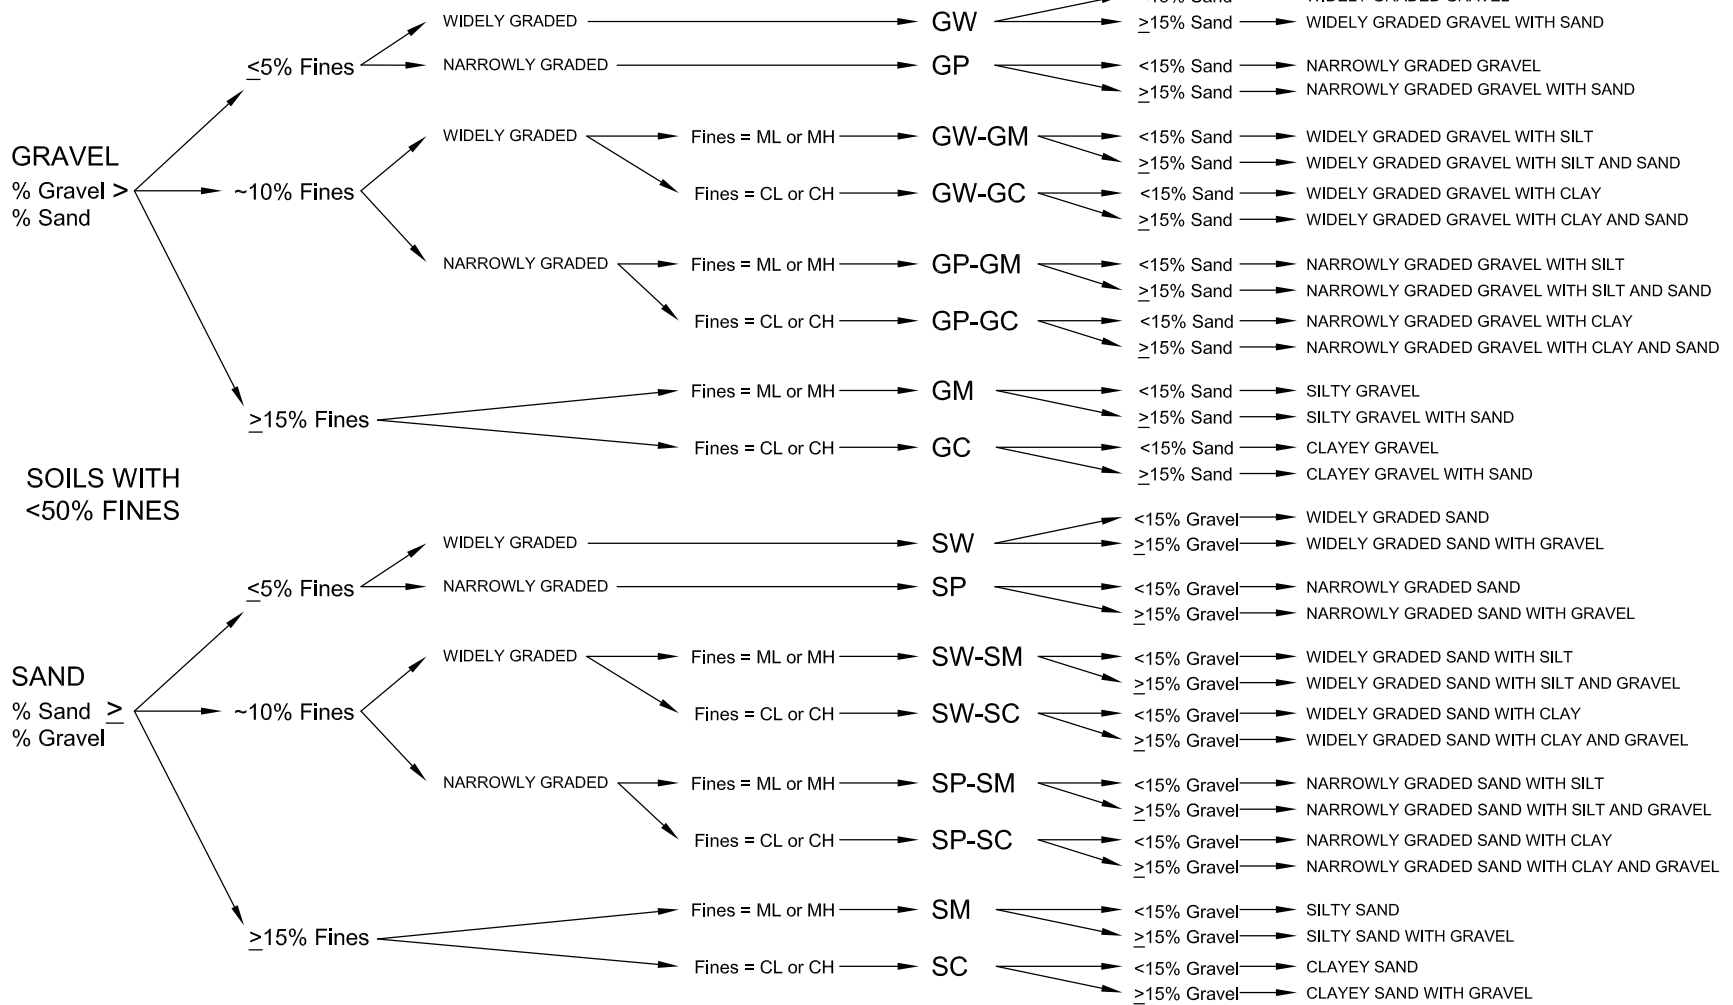 <15% Sand WIDELY GRADED GRAVEL
WIDELY GRADED GW ≥15% Sand WIDELY GRADED GRAVEL WITH SAND
≤5% Fines NARROWLY GRADED GP <15% Sand NARROWLY GRADED GRAVEL
≥15% Sand NARROWLY GRADED GRAVEL WITH SAND
WIDELY GRADED Fines = ML or MH GW-GM <15% Sand WIDELY GRADED GRAVEL WITH SILT
GRAVEL
≥15% Sand WIDELY GRADED GRAVEL WITH SILT AND SAND
% Gravel > ~10% Fines Fines = CL or CH GW-GC <15% Sand WIDELY GRADED GRAVEL WITH CLAY
% Sand ≥15% Sand WIDELY GRADED GRAVEL WITH CLAY AND SAND
NARROWLY GRADED Fines = ML or MH GP-GM <15% Sand NARROWLY GRADED GRAVEL WITH SILT
≥15% Sand NARROWLY GRADED GRAVEL WITH SILT AND SAND
Fines = CL or CH GP-GC <15% Sand NARROWLY GRADED GRAVEL WITH CLAY
≥15% Sand NARROWLY GRADED GRAVEL WITH CLAY AND SAND
Fines = ML or MH GM <15% Sand SILTY GRAVEL
≥15% Fines ≥15% Sand SILTY GRAVEL WITH SAND
Fines = CL or CH GC <15% Sand CLAYEY GRAVEL
≥15% Sand CLAYEY GRAVEL WITH SAND
SOILS WITH
<50% FINES
<15% Gravel WIDELY GRADED SAND
WIDELY GRADED SW ≥15% Gravel WIDELY GRADED SAND WITH GRAVEL
≤5% Fines NARROWLY GRADED SP <15% Gravel NARROWLY GRADED SAND
≥15% Gravel NARROWLY GRADED SAND WITH GRAVEL
WIDELY GRADED Fines = ML or MH SW-SM <15% Gravel WIDELY GRADED SAND WITH SILT
SAND ≥15% Gravel WIDELY GRADED SAND WITH SILT AND GRAVEL
% Sand ≥ ~10% Fines Fines = CL or CH SW-SC <15% Gravel WIDELY GRADED SAND WITH CLAY
% Gravel ≥15% Gravel WIDELY GRADED SAND WITH CLAY AND GRAVEL
NARROWLY GRADED Fines = ML or MH SP-SM <15% Gravel NARROWLY GRADED SAND WITH SILT
≥15% Gravel NARROWLY GRADED SAND WITH SILT AND GRAVEL
Fines = CL or CH SP-SC <15% Gravel NARROWLY GRADED SAND WITH CLAY
≥15% Gravel NARROWLY GRADED SAND WITH CLAY AND GRAVEL
Fines = ML or MH SM <15% Gravel SILTY SAND
≥15% Fines ≥15% Gravel SILTY SAND WITH GRAVEL
Fines = CL or CH SC <15% Gravel CLAYEY SAND
≥15% Gravel CLAYEY SAND WITH GRAVEL